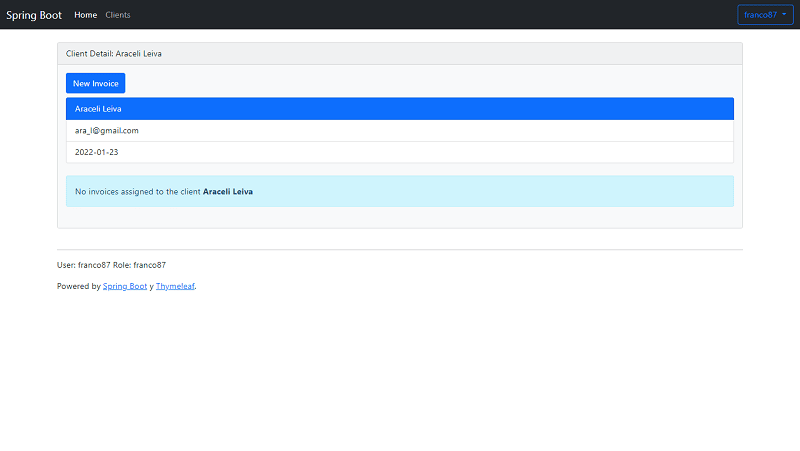 Spring Boot Home Clients franco87
Client Detail: Araceli Leiva
New Invoice
Araceli Leiva
ara_l@gmail.com
2022-01-23
No invoices assigned to the client Araceli Leiva
User: franco87 Role: franco87
Powered by Spring Boot y Thymeleaf.